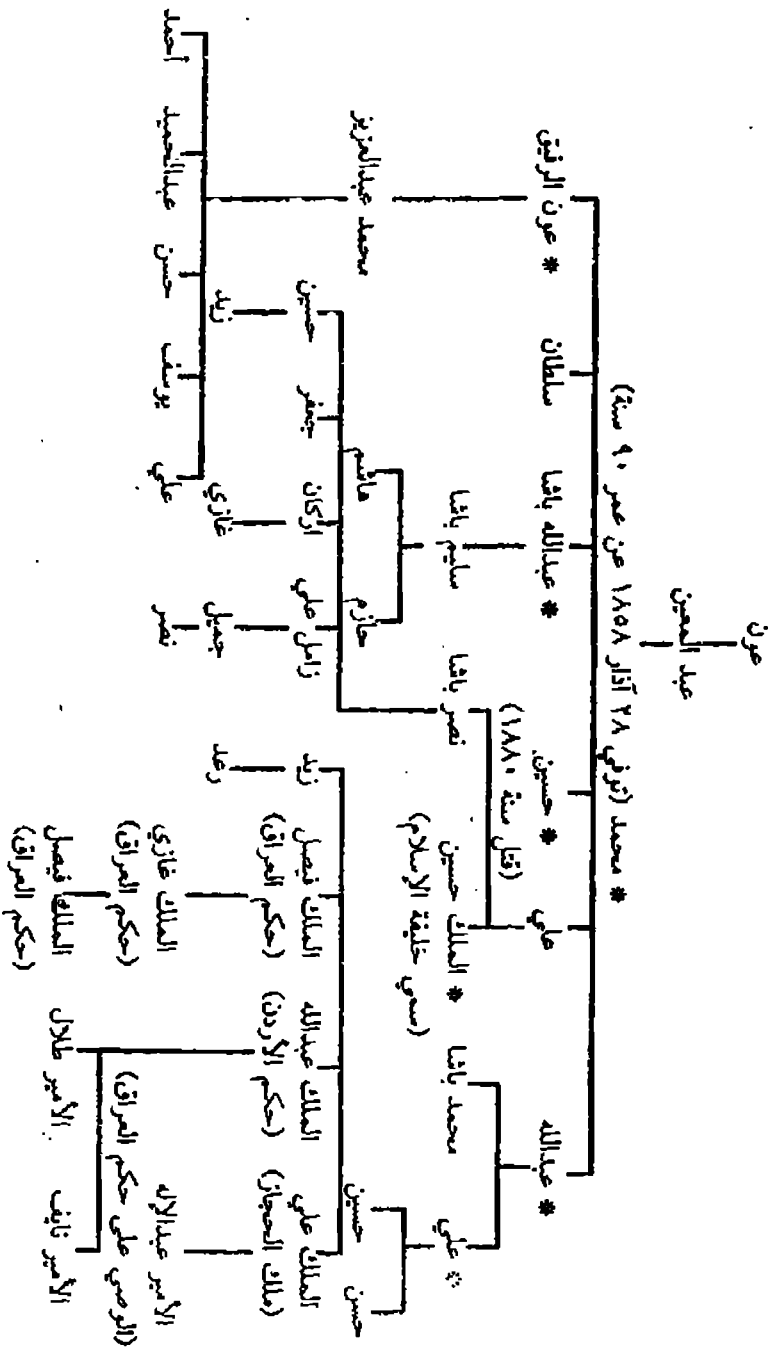 عون
عبد المعين
* محمد (توفي ٢٨ آذار ١٨٥٨ عن عمر ٩٠ سنة)
عبدالله *
علي
حسين *
(قتل سنة ١٨٨٠)
عبدالله باشا *
سلطان
عون الرفيق *
محمد باشا
علي *
الملك حسين *
(سمي خليفة الإسلام)
نصر باشا
سليم باشا
محمد عبدالعزيز
حسن
حسين
حازم
هاشم
الملك علي
(ملك الحجاز)
الملك عبدالله
(حكم الأردن)
الملك فيصل
(حكم العراق)
زيد
علي
زامل
اركان
جعفر
حسين
الأمير عبدالإله
(الوصي على حكم العراق)
الملك غازي
(حكم العراق)
رعد
جميل
غازي
زيد
الأمير نايف
الأمير طلال
الملك فيصل
(حكم العراق)
نصر
علي
يوسف
حسن
عبدالحميد
أحمد